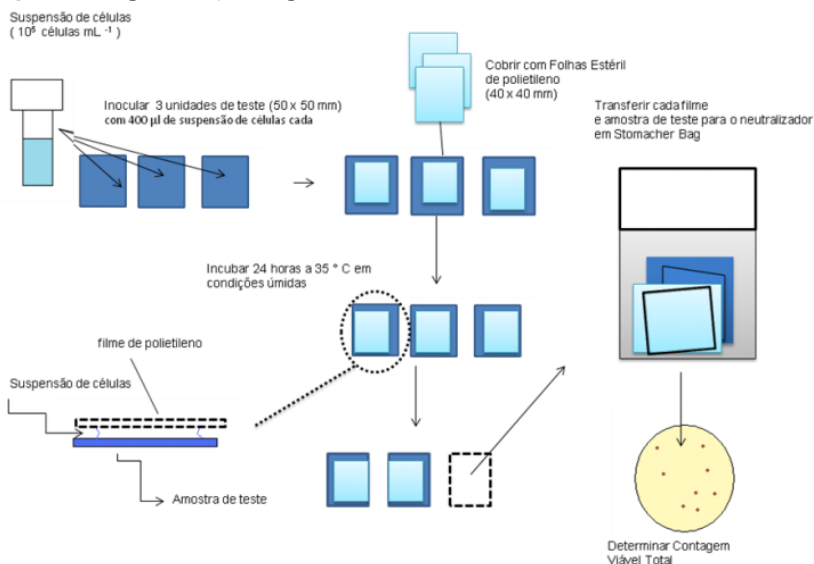 Suspensão de células
( 10⁵ células mL ⁻¹ )
Inocular 3 unidades de teste (50 x 50 mm)
com 400 µl de suspensão de células cada
Cobrir com Folhas Estéril
de polietileno
(40 x 40 mm)
Transferir cada filme
e amostra de teste para o neutralizador
em Stomacher Bag
Incubar 24 horas a 35 ° C em
condições úmidas
filme de polietileno
Suspensão de células
Amostra de teste
Determinar Contagem
Viável Total